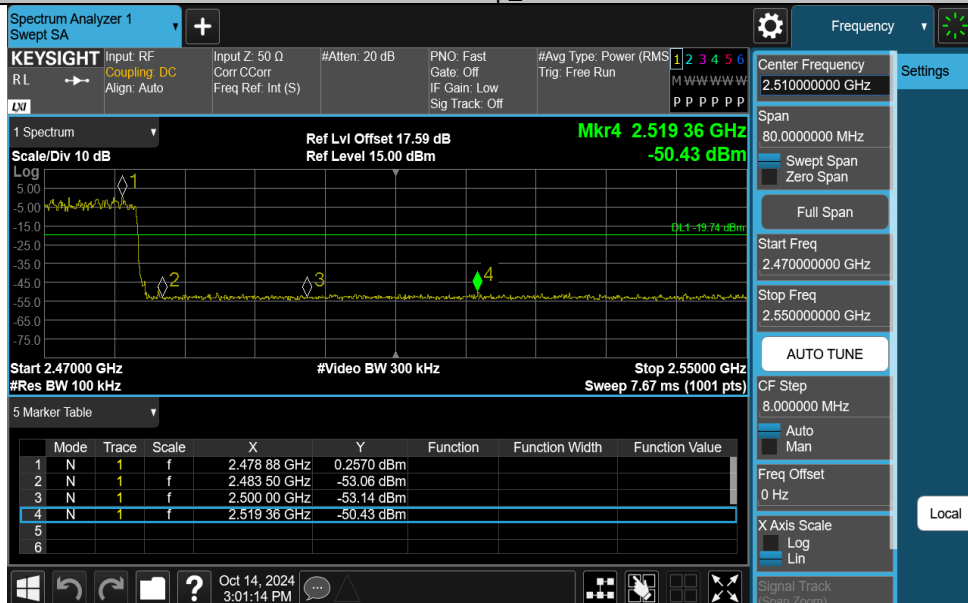 Spectrum Analyzer 1
Swept SA
+
Frequency
KEYSIGHT
RL
LXI
Input: RF
Coupling: DC
Align: Auto
Input Z: 50 Ω
Corr CCorr
Freq Ref: Int (S)
#Atten: 20 dB
PNO: Fast
Gate: Off
IF Gain: Low
Sig Track: Off
#Avg Type: Power (RMS
Trig: Free Run
1 2 3 4 5 6
M W W W W W
P P P P P P
1 Spectrum
Scale/Div 10 dB
Ref Lvl Offset 17.59 dB
Ref Level 15.00 dBm
Mkr4 2.519 36 GHz
-50.43 dBm
Log
5.00
-5.00
-15.0
-25.0
-35.0
-45.0
-55.0
-65.0
-75.0
1
2
3
4
DL1 -19.74 dBm
Start 2.47000 GHz
#Video BW 300 kHz
Stop 2.55000 GHz
#Res BW 100 kHz
Sweep 7.67 ms (1001 pts)
5 Marker Table
Mode Trace Scale X Y Function Function Width Function Value
1 N 1 f 2.478 88 GHz 0.2570 dBm
2 N 1 f 2.483 50 GHz -53.06 dBm
3 N 1 f 2.500 00 GHz -53.14 dBm
4 N 1 f 2.519 36 GHz -50.43 dBm
5
6
?
Oct 14, 2024
3:01:14 PM
Center Frequency
2.510000000 GHz
Span
80.0000000 MHz
Swept Span
Zero Span
Full Span
Start Freq
2.470000000 GHz
Stop Freq
2.550000000 GHz
AUTO TUNE
CF Step
8.000000 MHz
Auto
Man
Freq Offset
0 Hz
X Axis Scale
Log
Lin
Signal Track
(Span Zoom)
Settings
Local